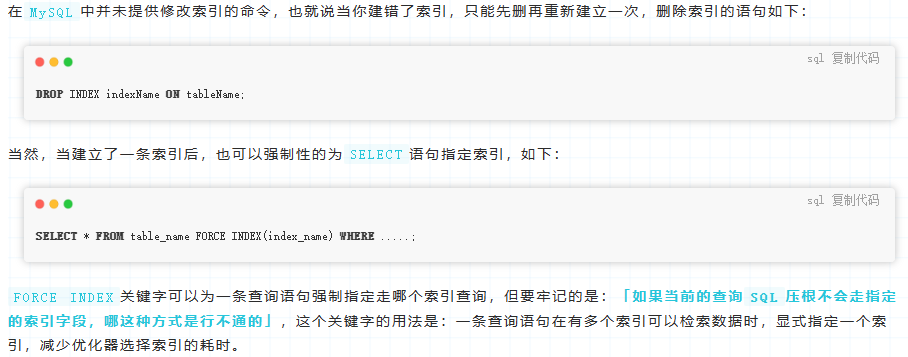 在 MySQL 中并未提供修改索引的命令，也就说当你建错了索引，只能先删再重新建立一次，删除索引的语句如下：
sql 复制代码
DROP INDEX indexName ON tableName;
当然，当建立了一条索引后，也可以强制性的为 SELECT 语句指定索引，如下：
sql 复制代码
SELECT * FROM table_name FORCE INDEX(index_name) WHERE .....;
FORCE INDEX 关键字可以为一条查询语句强制指定走哪个索引查询，但要牢记的是：「如果当前的查询 SQL 压根不会走指定
的索引字段，哪这种方式是行不通的」，这个关键字的用法是：一条查询语句在有多个索引可以检索数据时，显式指定一个索
引，减少优化器选择索引的耗时。